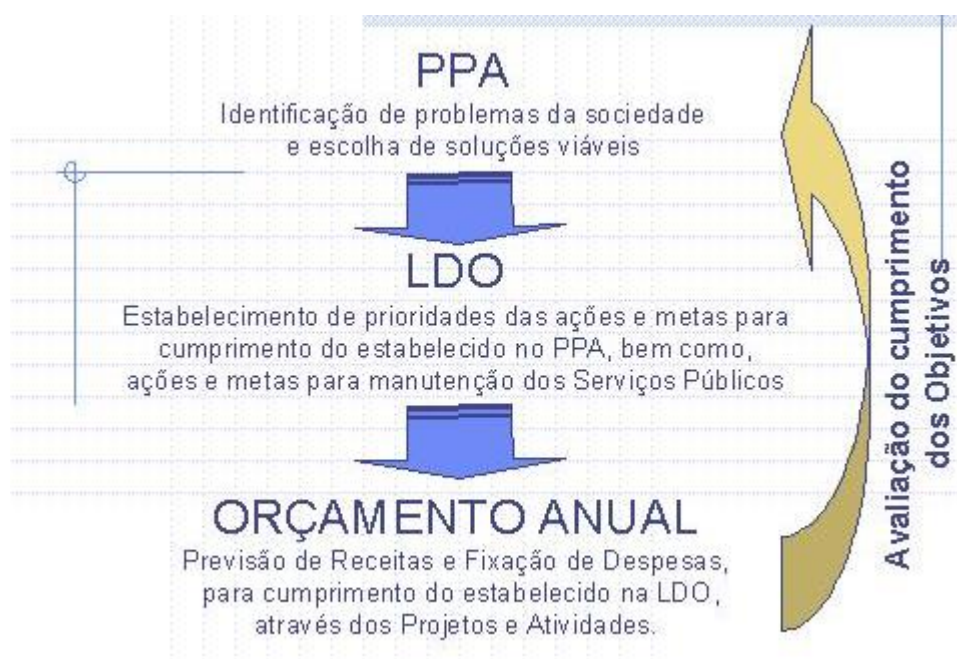 PPA
Identificação de problemas da sociedade
e escolha de soluções viáveis
LDO
Estabelecimento de prioridades das ações e metas para
cumprimento do estabelecido no PPA, bem como,
ações e metas para manutenção dos Serviços Públicos
ORÇAMENTO ANUAL
Previsão de Receitas e Fixação de Despesas,
para cumprimento do estabelecido na LDO,
através dos Projetos e Atividades.
Avaliação do cumprimento
dos Objetivos